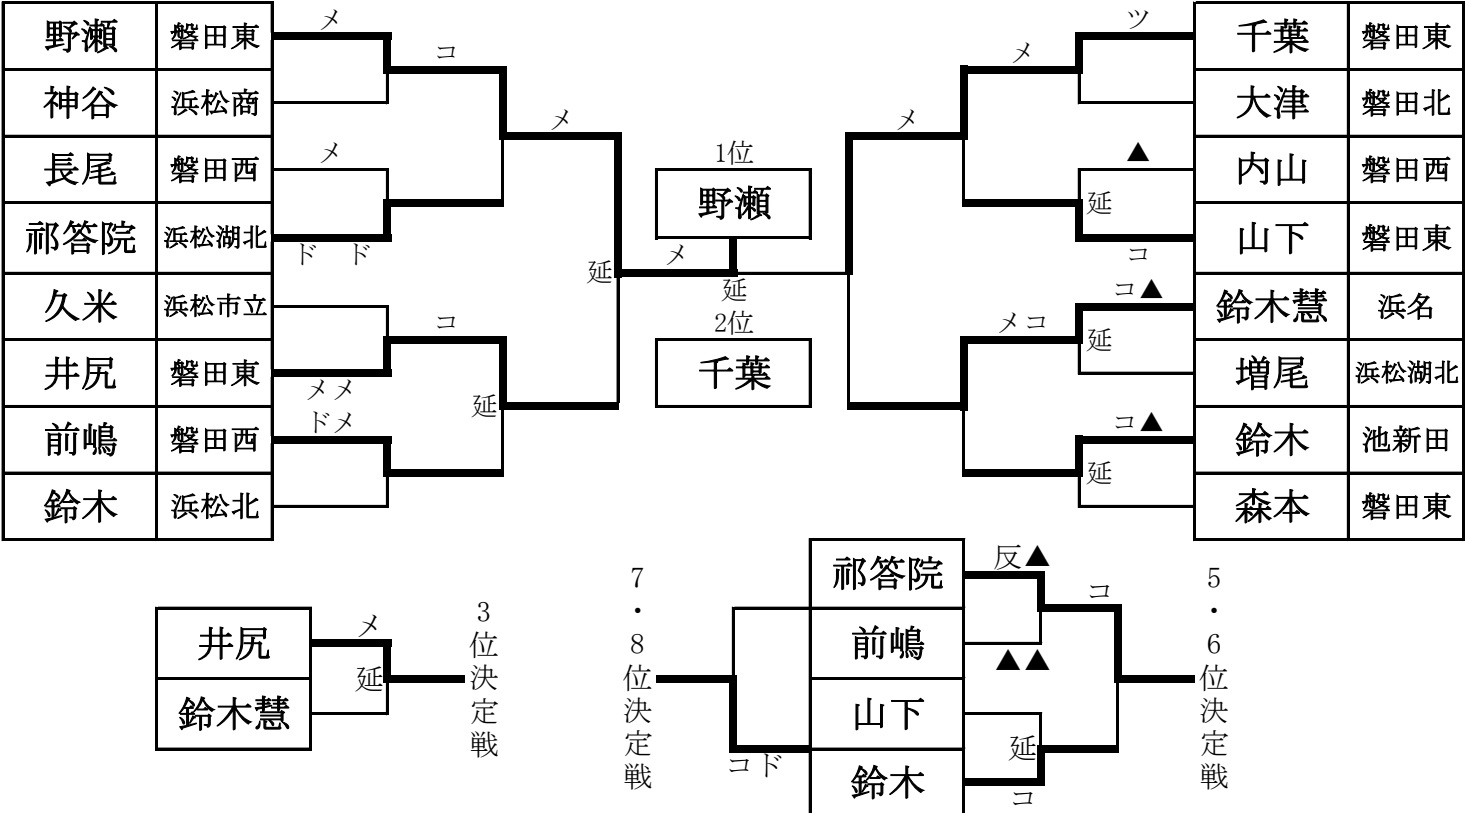 野瀬 磐田東
神谷 浜松商
長尾 磐田西
祁答院 浜松湖北
久米 浜松市立
井尻 磐田東
前嶋 磐田西
鈴木 浜松北
メ
メ
ド ド
メメ
ドメ
コ
コ
延
メ
延
1位
野瀬
メ
延
2位
千葉
メ
メ
メコ
ツ
▲
延
コ
コ▲
延
コ▲
延
千葉 磐田東
大津 磐田北
内山 磐田西
山下 磐田東
鈴木慧 浜名
増尾 浜松湖北
鈴木 池新田
森本 磐田東
井尻
鈴木慧
メ
延
3位決定戦
7・8位決定戦
コド
祁答院
前嶋
山下
鈴木
反▲
▲▲
延
コ
コ
5・6位決定戦